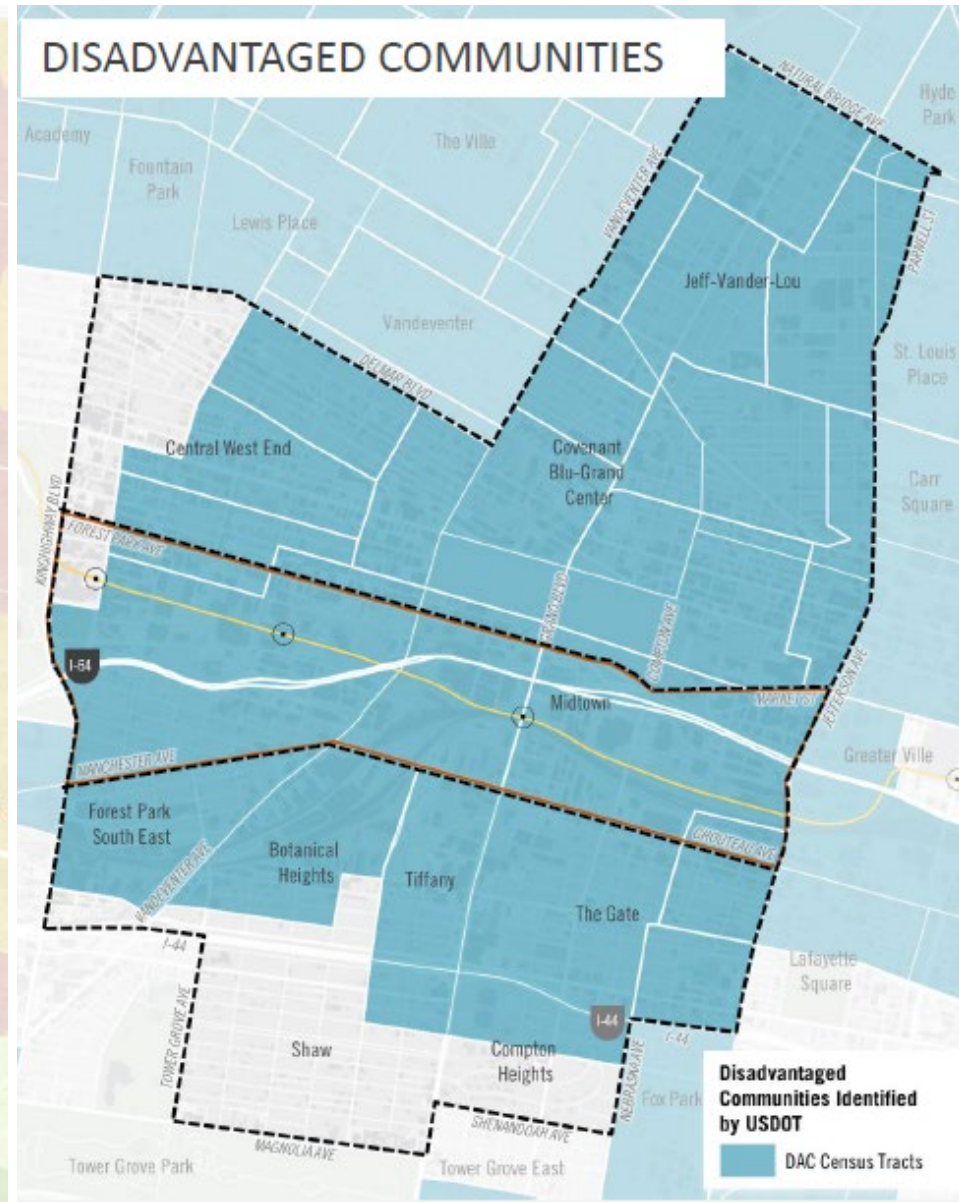 DISADVANTAGED COMMUNITIES
NATURAL BRIDGE AVE
Hyde
Park
Academy
The Ville
Fountain
Park
VANDEVENTER AVE
Lewis Place
PARNELL ST
Jeff-Vander-Lou
Vandeventer
St. Louis
Place
DELMAR BLVD
Central West End
Covenant
Blu-Grand
Center
Carr
Square
KINGHIGHWAY BLVD
FOREST PARK AVE
GRAND BLVD
COMPTON AVE
I-64
Midtown
MARKET ST
JEFFERSON AVE
Greater Ville
MANCHESTER AVE
Forest Park
South East
CHOUTEAU AVE
VANDEVENTER AVE
Botanical
Heights
Tiffany
The Gate
I-44
Lafayette
Square
TOWER GROVE AVE
I-44
I-44
Shaw
Compton
Heights
NEBRASKA AVE
Fox Park
SHENANDOAH AVE
MAGNOLIA AVE
Tower Grove Park
Tower Grove East
Disadvantaged
Communities Identified
by USDOT
DAC Census Tracts